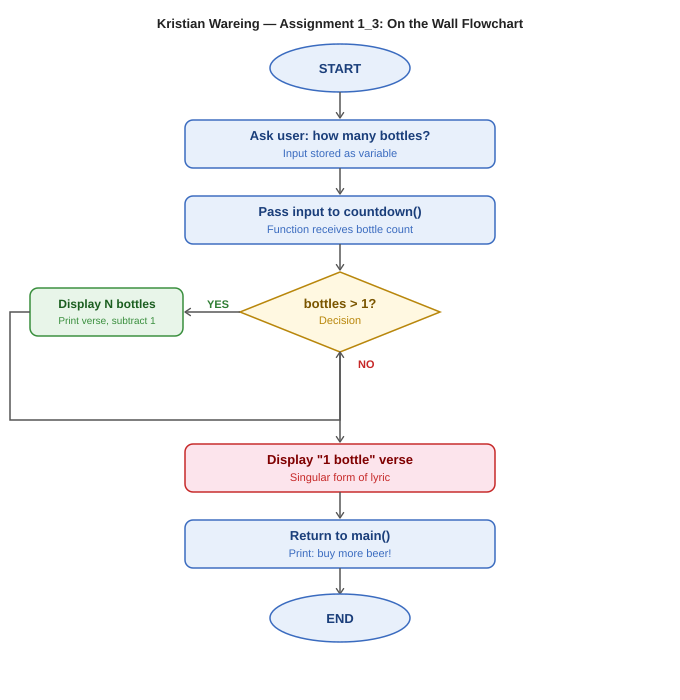 Kristian Wareing — Assignment 1_3: On the Wall Flowchart
START
Ask user: how many bottles?
Input stored as variable
Pass input to countdown()
Function receives bottle count
bottles > 1?
Decision
YES
Display N bottles
Print verse, subtract 1
NO
Display "1 bottle" verse
Singular form of lyric
Return to main()
Print: buy more beer!
END